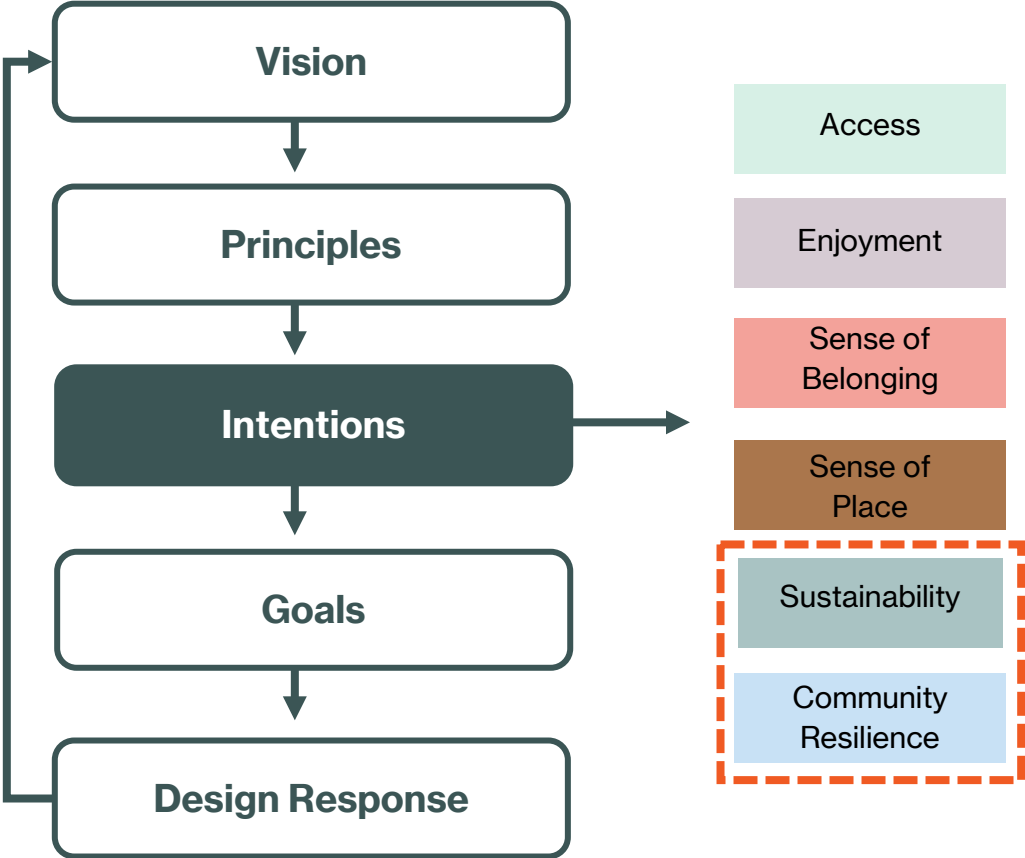 Vision
Principles
Intentions
Goals
Design Response
Access
Enjoyment
Sense of
Belonging
Sense of
Place
Sustainability
Community
Resilience